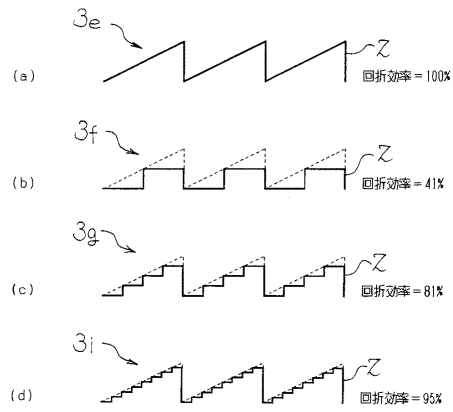 3e
Z
(a)
回折効率=100%
3f
Z
(b)
回折効率=41%
3g
Z
(c)
回折効率=81%
3i
Z
(d)
回折効率=95%